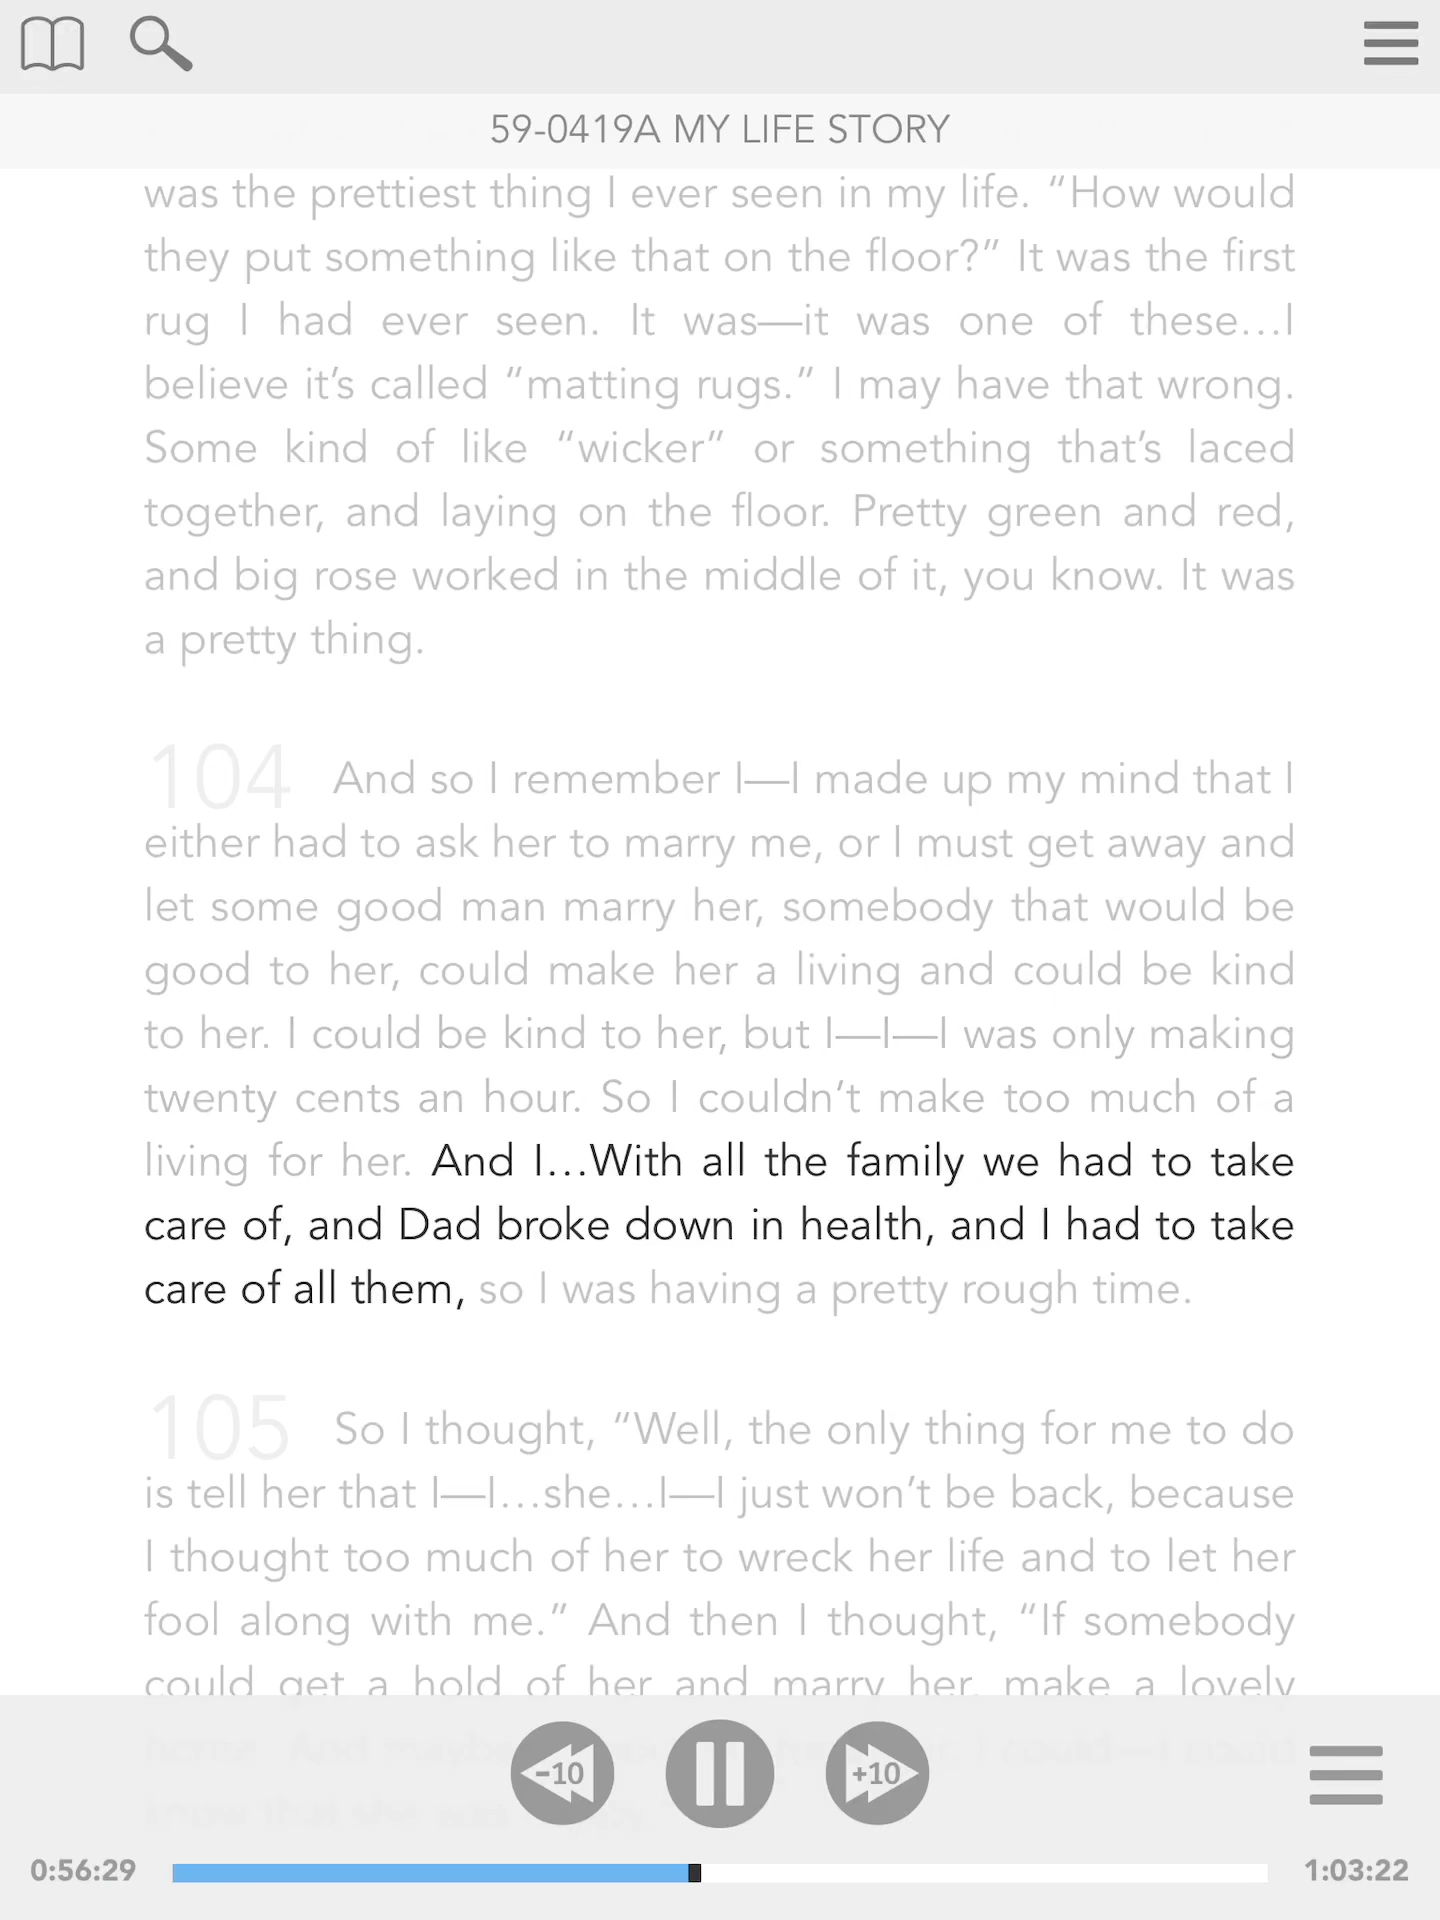 59-0419A MY LIFE STORY
was the prettiest thing I ever seen in my life. “How would
they put something like that on the floor?” It was the first
rug I had ever seen. It was—it was one of these…I
believe it’s called “matting rugs.” I may have that wrong.
Some kind of like “wicker” or something that’s laced
together, and laying on the floor. Pretty green and red,
and big rose worked in the middle of it, you know. It was
a pretty thing.
104 And so I remember I—I made up my mind that I
either had to ask her to marry me, or I must get away and
let some good man marry her, somebody that would be
good to her, could make her a living and could be kind
to her. I could be kind to her, but I—I—I was only making
twenty cents an hour. So I couldn’t make too much of a
living for her. And I…With all the family we had to take
care of, and Dad broke down in health, and I had to take
care of all them, so I was having a pretty rough time.
105 So I thought, “Well, the only thing for me to do
is tell her that I—I…she…I—I just won’t be back, because
I thought too much of her to wreck her life and to let her
fool along with me.” And then I thought, “If somebody
could get a hold of her and marry her, make a lovely
-10 +10
0:56:29 1:03:22